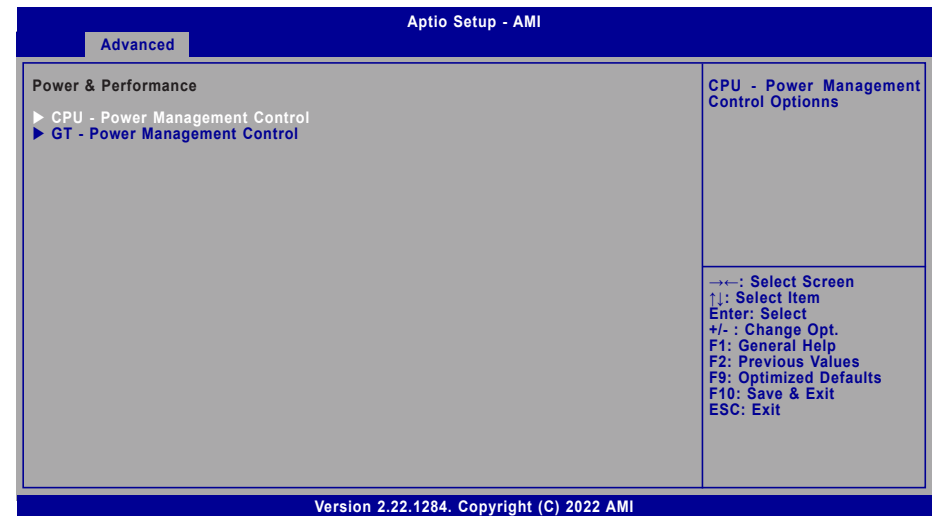 Aptio Setup - AMI
Advanced
Power & Performance
▶ CPU - Power Management Control
▶ GT - Power Management Control
CPU - Power Management
Control Optionns
→←: Select Screen
↑↓: Select Item
Enter: Select
+/- : Change Opt.
F1: General Help
F2: Previous Values
F9: Optimized Defaults
F10: Save & Exit
ESC: Exit
Version 2.22.1284. Copyright (C) 2022 AMI